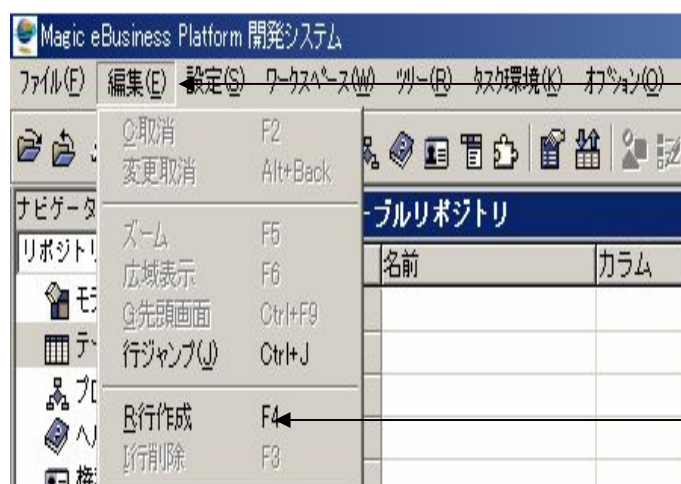 Magic eBusiness Platform 開発システム
ファイル(F) 編集(E) 設定(S) ワークスペース(W) ツリー(R) タスク環境(K) オプション(O)
C:取消 F2
変更取消 Alt+Back
ナビゲータ
ーブルリポジトリ
リポジトリ
ズーム F5
名前 カラム
広域表示 F6
G:先頭画面 Ctrl+F9
行ジャンプ(J) Ctrl+J
R:行作成 F4
I:行削除 F3